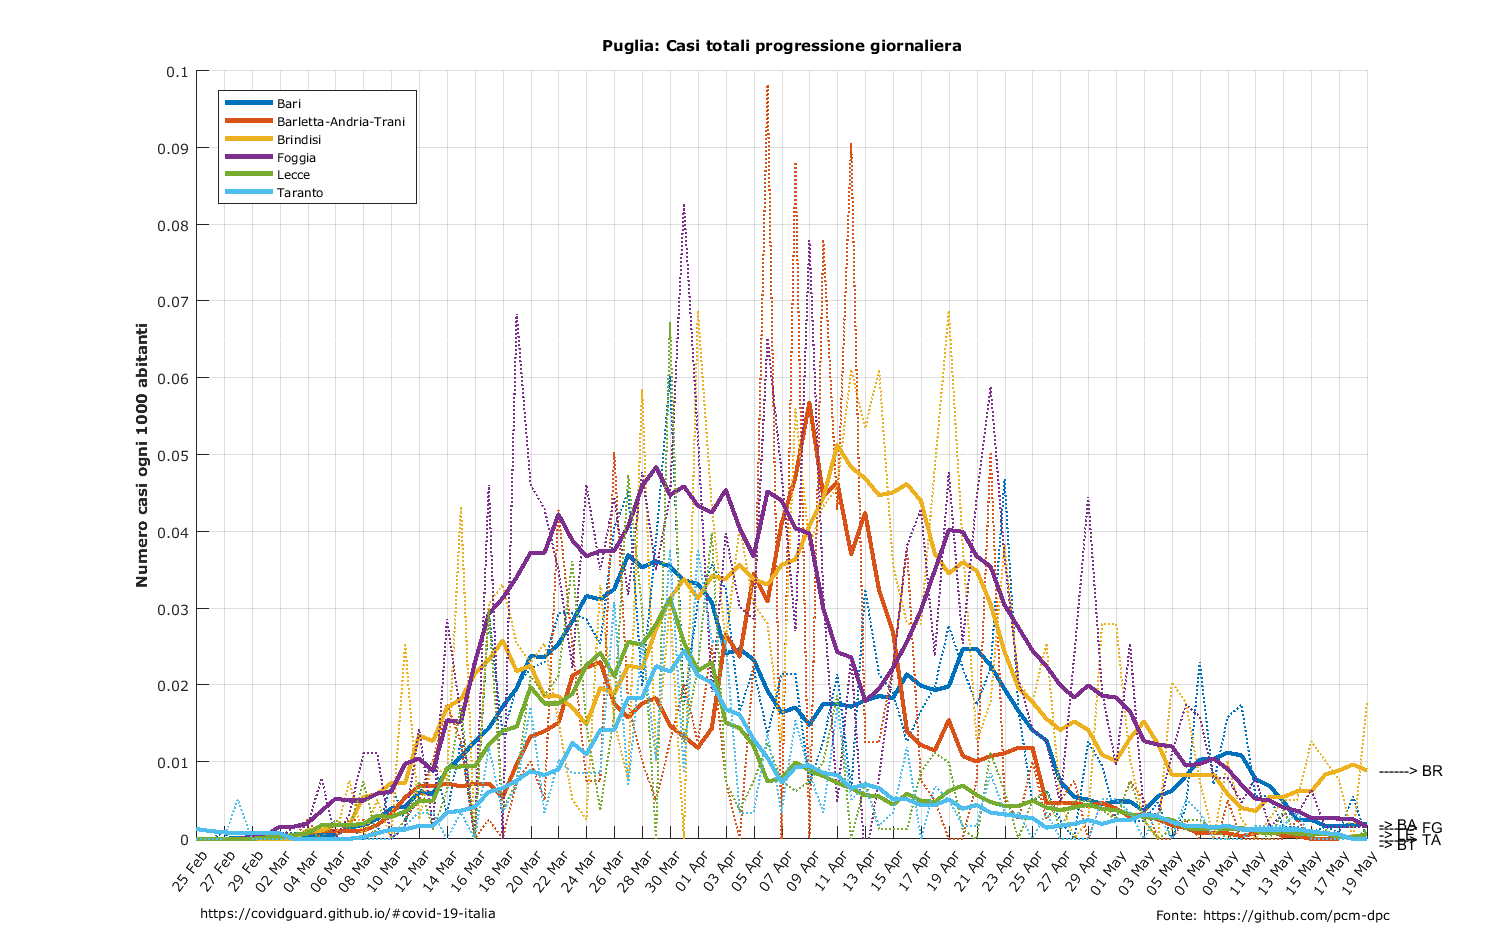 Puglia: Casi totali progressione giornaliera
Numero casi ogni 1000 abitanti
0.1
0.09
0.08
0.07
0.06
0.05
0.04
0.03
0.02
0.01
0
Bari
Barletta-Andria-Trani
Brindisi
Foggia
Lecce
Taranto
25 Feb
27 Feb
29 Feb
02 Mar
04 Mar
06 Mar
08 Mar
10 Mar
12 Mar
14 Mar
16 Mar
18 Mar
20 Mar
22 Mar
24 Mar
26 Mar
28 Mar
30 Mar
01 Apr
03 Apr
05 Apr
07 Apr
09 Apr
11 Apr
13 Apr
15 Apr
17 Apr
19 Apr
21 Apr
23 Apr
25 Apr
27 Apr
29 Apr
01 May
03 May
05 May
07 May
09 May
11 May
13 May
15 May
17 May
19 May
------> BR
-> BA
FG
TA
-> BT
https://covidguard.github.io/#covid-19-italia
Fonte: https://github.com/pcm-dpc